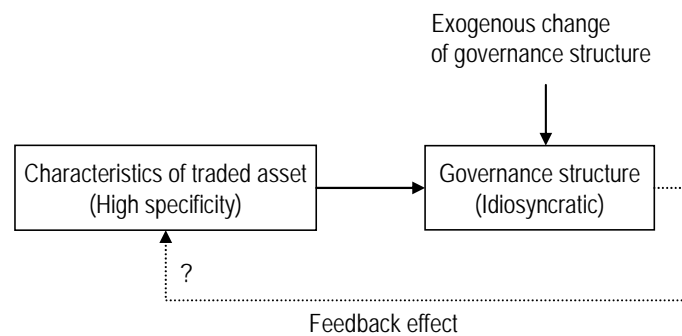 Exogenous change
of governance structure
Characteristics of traded asset
(High specificity)
Governance structure
(Idiosyncratic)
?
Feedback effect